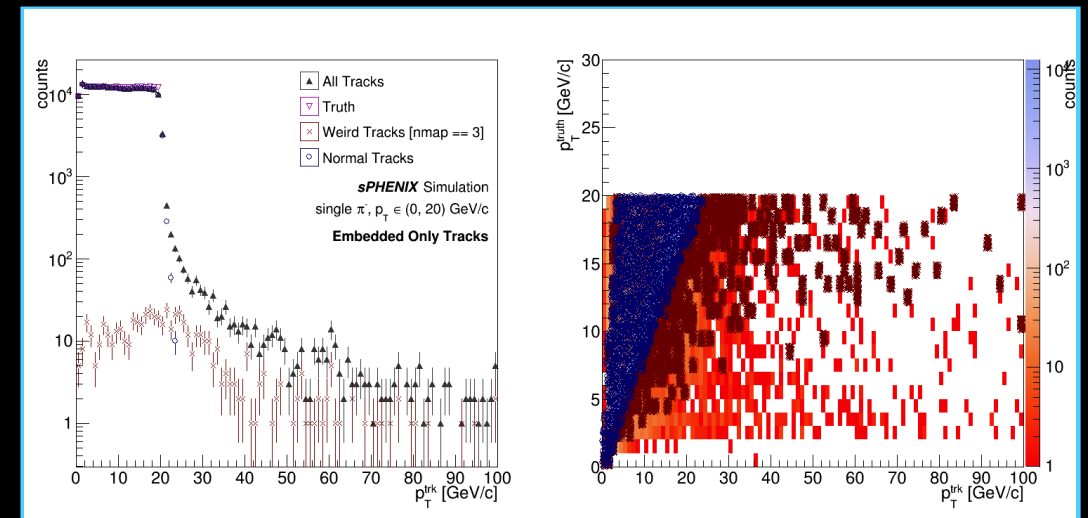 counts
10⁴
10³
10²
10
1
All Tracks
Truth
Weird Tracks [nmap == 3]
Normal Tracks
sPHENIX Simulation
single π⁻, p_T ∈ (0, 20) GeV/c
Embedded Only Tracks
0 10 20 30 40 50 60 70 80 90 100
p_T^trk [GeV/c]
p_T^truth [GeV/c]
30
25
20
15
10
5
0
0 10 20 30 40 50 60 70 80 90 100
p_T^trk [GeV/c]
counts
10⁴
10³
10²
10
1